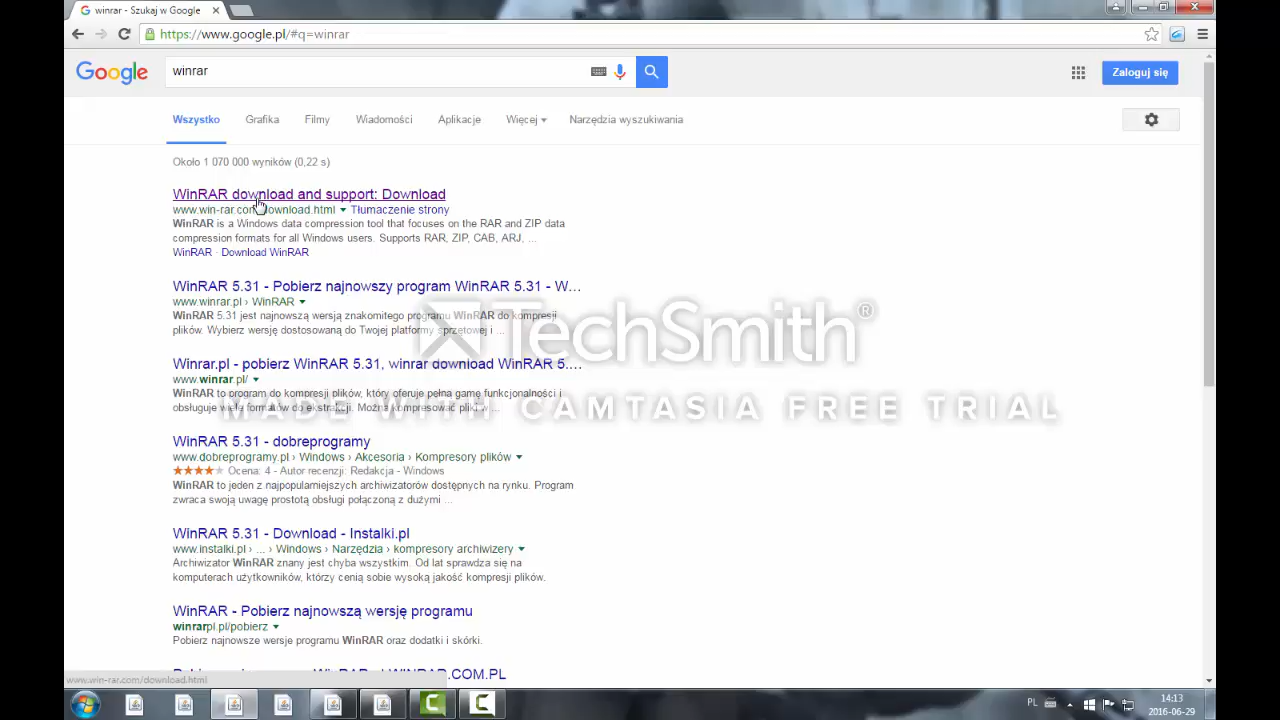 winrar - Szukaj w Google
https://www.google.pl/#q=winrar
Google
winrar
Zaloguj się
Wszystko Grafika Filmy Wiadomości Aplikacje Więcej Narzędzia wyszukiwania
Około 1 070 000 wyników (0,22 s)
WinRAR download and support: Download
www.win-rar.com/download.html Tłumaczenie strony
WinRAR is a Windows data compression tool that focuses on the RAR and ZIP data
compression formats for all Windows users. Supports RAR, ZIP, CAB, ARJ, ...
WinRAR · Download WinRAR
WinRAR 5.31 - Pobierz najnowszy program WinRAR 5.31 - W...
www.winrar.pl › WinRAR
WinRAR 5.31 jest najnowszą wersją znakomitego programu WinRAR do kompresji
plików. Wybierz wersję dostosowaną do Twojej platformy sprzętowej i ...
TechSmith®
Winrar.pl - pobierz WinRAR 5.31, winrar download WinRAR 5....
www.winrar.pl/
WinRAR to program do kompresji plików, który oferuje pełną gamę funkcjonalności i
obsługuje wiele formatów do ekstrakcji. Można kompresować pliki w ...
MADE WITH CAMTASIA FREE TRIAL
WinRAR 5.31 - dobreprogramy
www.dobreprogramy.pl › Windows › Akcesoria › Kompresory plików
Ocena: 4 - Autor recenzji: Redakcja - Windows
WinRAR to jeden z najpopularniejszych archiwizatorów dostępnych na rynku. Program
zwraca swoją uwagę prostotą obsługi połączoną z dużymi ...
WinRAR 5.31 - Download - Instalki.pl
www.instalki.pl › ... › Windows › Narzędzia › kompresory archiwizery
Archiwizator WinRAR znany jest chyba wszystkim. Od lat sprawdza się na
komputerach użytkowników, którzy cenią sobie wysoką jakość kompresji plików.
WinRAR - Pobierz najnowszą wersję programu
winrarpl.pl/pobierz
Pobierz najnowsze wersje programu WinRAR oraz dodatki i skórki.
WINRAR.COM.PL
www.win-rar.com/download.html
PL
14:13
2016-06-29